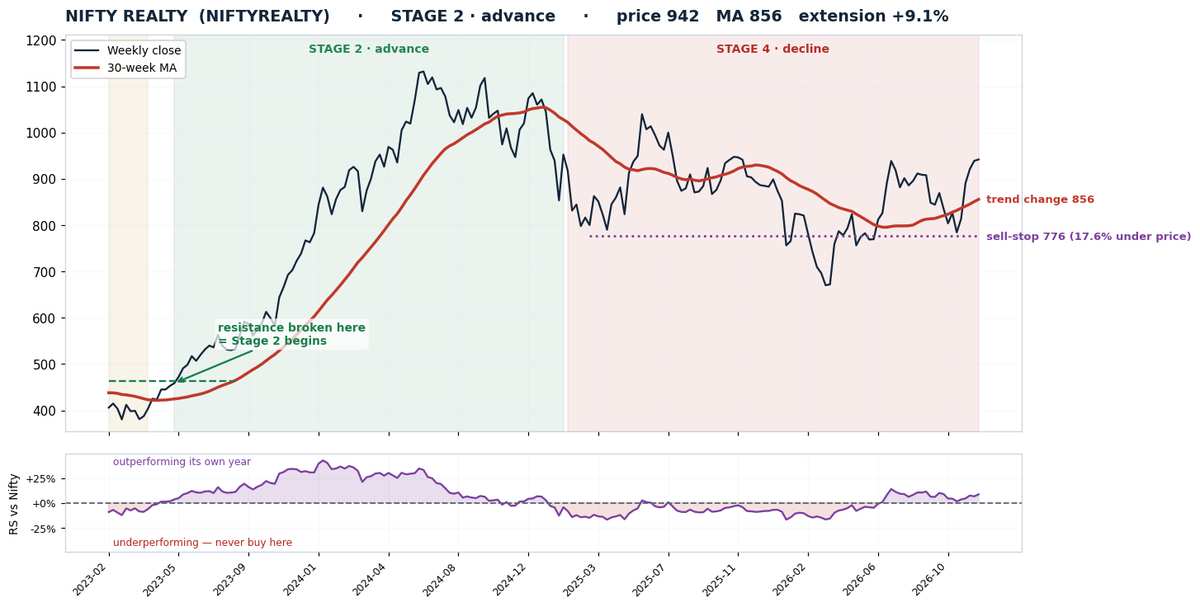 NIFTY REALTY (NIFTYREALTY) · STAGE 2 · advance · price 942 MA 856 extension +9.1%
Weekly close
30-week MA
STAGE 2 · advance
STAGE 4 · decline
1200
1100
1000
900
800
700
600
500
400
trend change 856
sell-stop 776 (17.6% under price)
resistance broken here
= Stage 2 begins
RS vs Nifty
+25%
+0%
-25%
outperforming its own year
underperforming — never buy here
2023-02
2023-05
2023-09
2024-01
2024-04
2024-08
2024-12
2025-03
2025-07
2025-11
2026-02
2026-06
2026-10